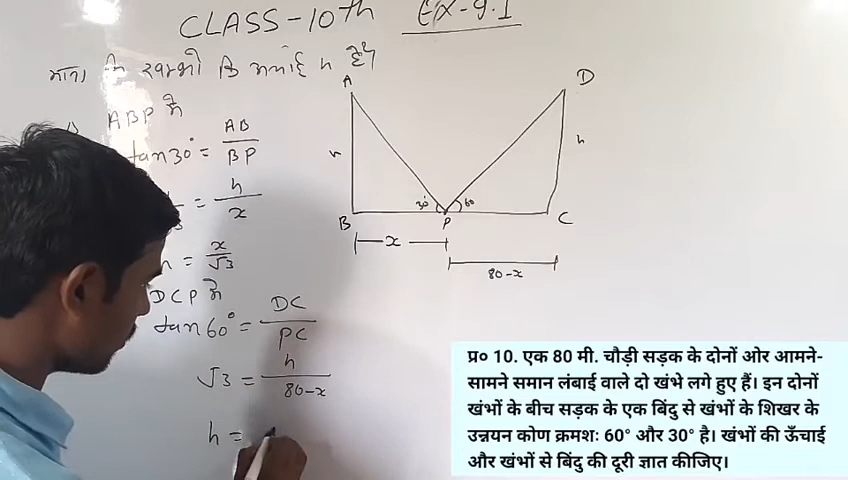 CLASS-10th EX-9.1
माना कि खम्भो कि ऊचाई h है
ABP में
tan30° = AB/BP
= h/x
= x/√3
DCP में
tan60° = DC/PC
√3 = h/80-x
h =
A
D
h
h
30°
60
B
P
C
x
80-x
प्र० 10. एक 80 मी. चौड़ी सड़क के दोनों ओर आमने-
सामने समान लंबाई वाले दो खंभे लगे हुए हैं। इन दोनों
खंभों के बीच सड़क के एक बिंदु से खंभों के शिखर के
उन्नयन कोण क्रमशः 60° और 30° है। खंभों की ऊँचाई
और खंभों से बिंदु की दूरी ज्ञात कीजिए।